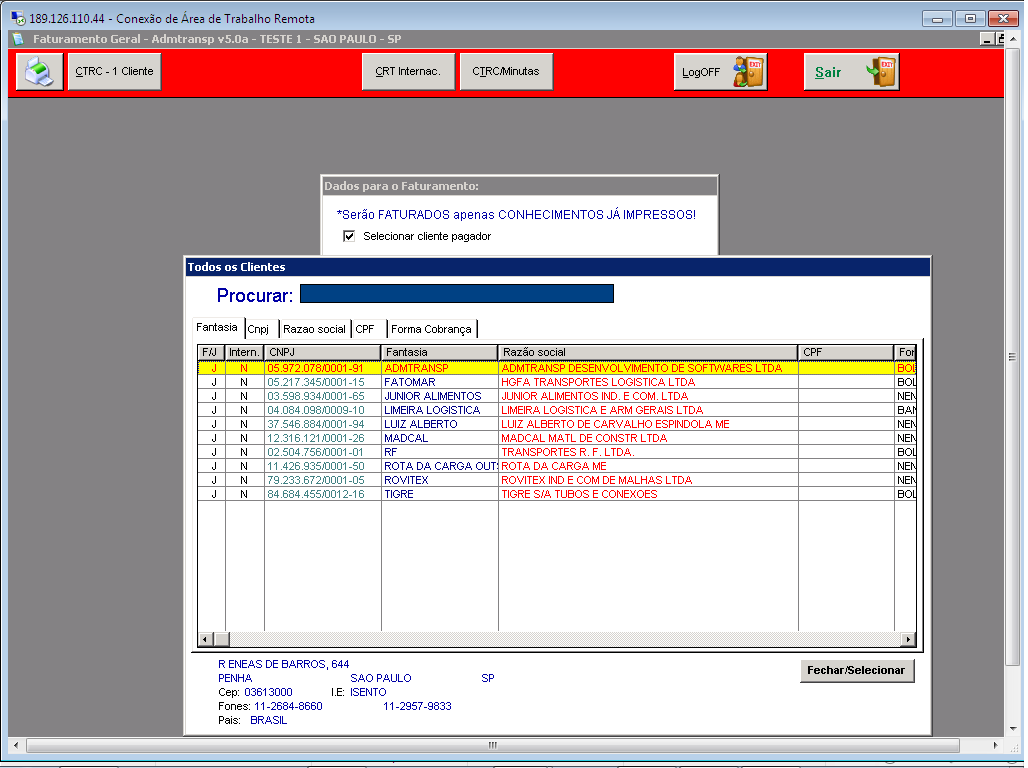 189.126.110.44 - Conexão de Área de Trabalho Remota
Faturamento Geral - Admtransp v5.0a - TESTE 1 - SAO PAULO - SP
CTRC - 1 Cliente CRT Internac. CTRC/Minutas LogOFF EXIT Sair EXIT
Dados para o Faturamento:
*Serão FATURADOS apenas CONHECIMENTOS JÁ IMPRESSOS!
Selecionar cliente pagador
Todos os Clientes
Procurar:
Fantasia Cnpj Razao social CPF Forma Cobrança
F/J Intern. CNPJ Fantasia Razão social CPF For
J N 05.972.078/0001-91 ADMTRANSP ADMTRANSP DESENVOLVIMENTO DE SOFTWARES LTDA BOL
J N 05.217.345/0001-15 FATOMAR HGFA TRANSPORTES LOGISTICA LTDA BOL
J N 03.598.934/0001-65 JUNIOR ALIMENTOS JUNIOR ALIMENTOS IND. E COM. LTDA NEN
J N 04.084.098/0009-10 LIMEIRA LOGISTICA LIMEIRA LOGISTICA E ARM GERAIS LTDA BAN
J N 37.546.884/0001-94 LUIZ ALBERTO LUIZ ALBERTO DE CARVALHO ESPINDOLA ME NEN
J N 12.316.121/0001-26 MADCAL MADCAL MATL DE CONSTR LTDA NEN
J N 02.504.756/0001-01 RF TRANSPORTES R. F. LTDA. BOL
J N 11.426.935/0001-50 ROTA DA CARGA OUTS ROTA DA CARGA ME NEN
J N 79.233.672/0001-05 ROVITEX ROVITEX IND E COM DE MALHAS LTDA NEN
J N 84.684.455/0012-16 TIGRE TIGRE S/A TUBOS E CONEXOES BOL
R ENEAS DE BARROS, 644
PENHA SAO PAULO SP
Cep: 03613000 I.E: ISENTO
Fones: 11-2684-8660 11-2957-9833
Pais: BRASIL
Fechar/Selecionar